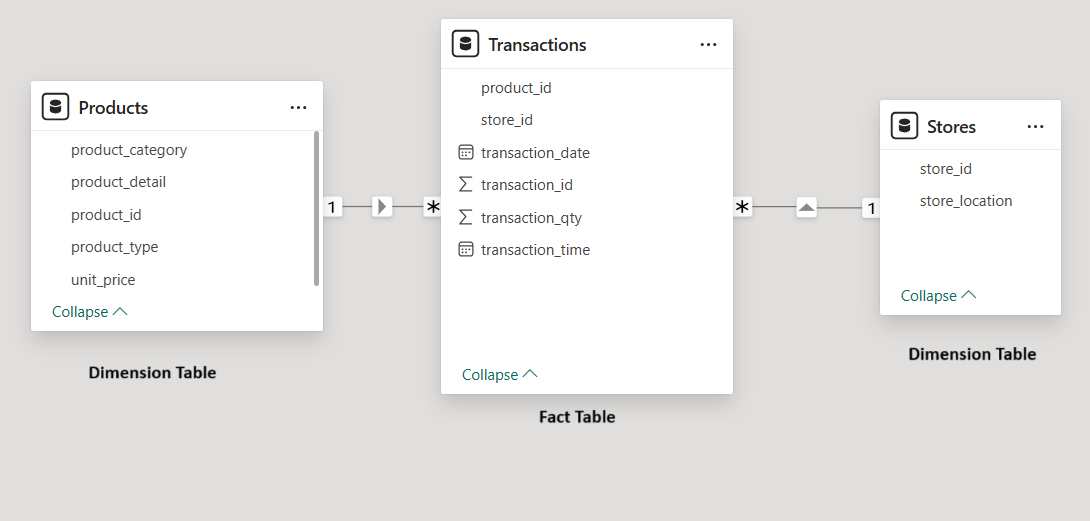 Products
product_category
product_detail
product_id
product_type
unit_price
Collapse
Dimension Table
1
*
Transactions
product_id
store_id
transaction_date
transaction_id
transaction_qty
transaction_time
Collapse
Fact Table
*
1
Stores
store_id
store_location
Collapse
Dimension Table